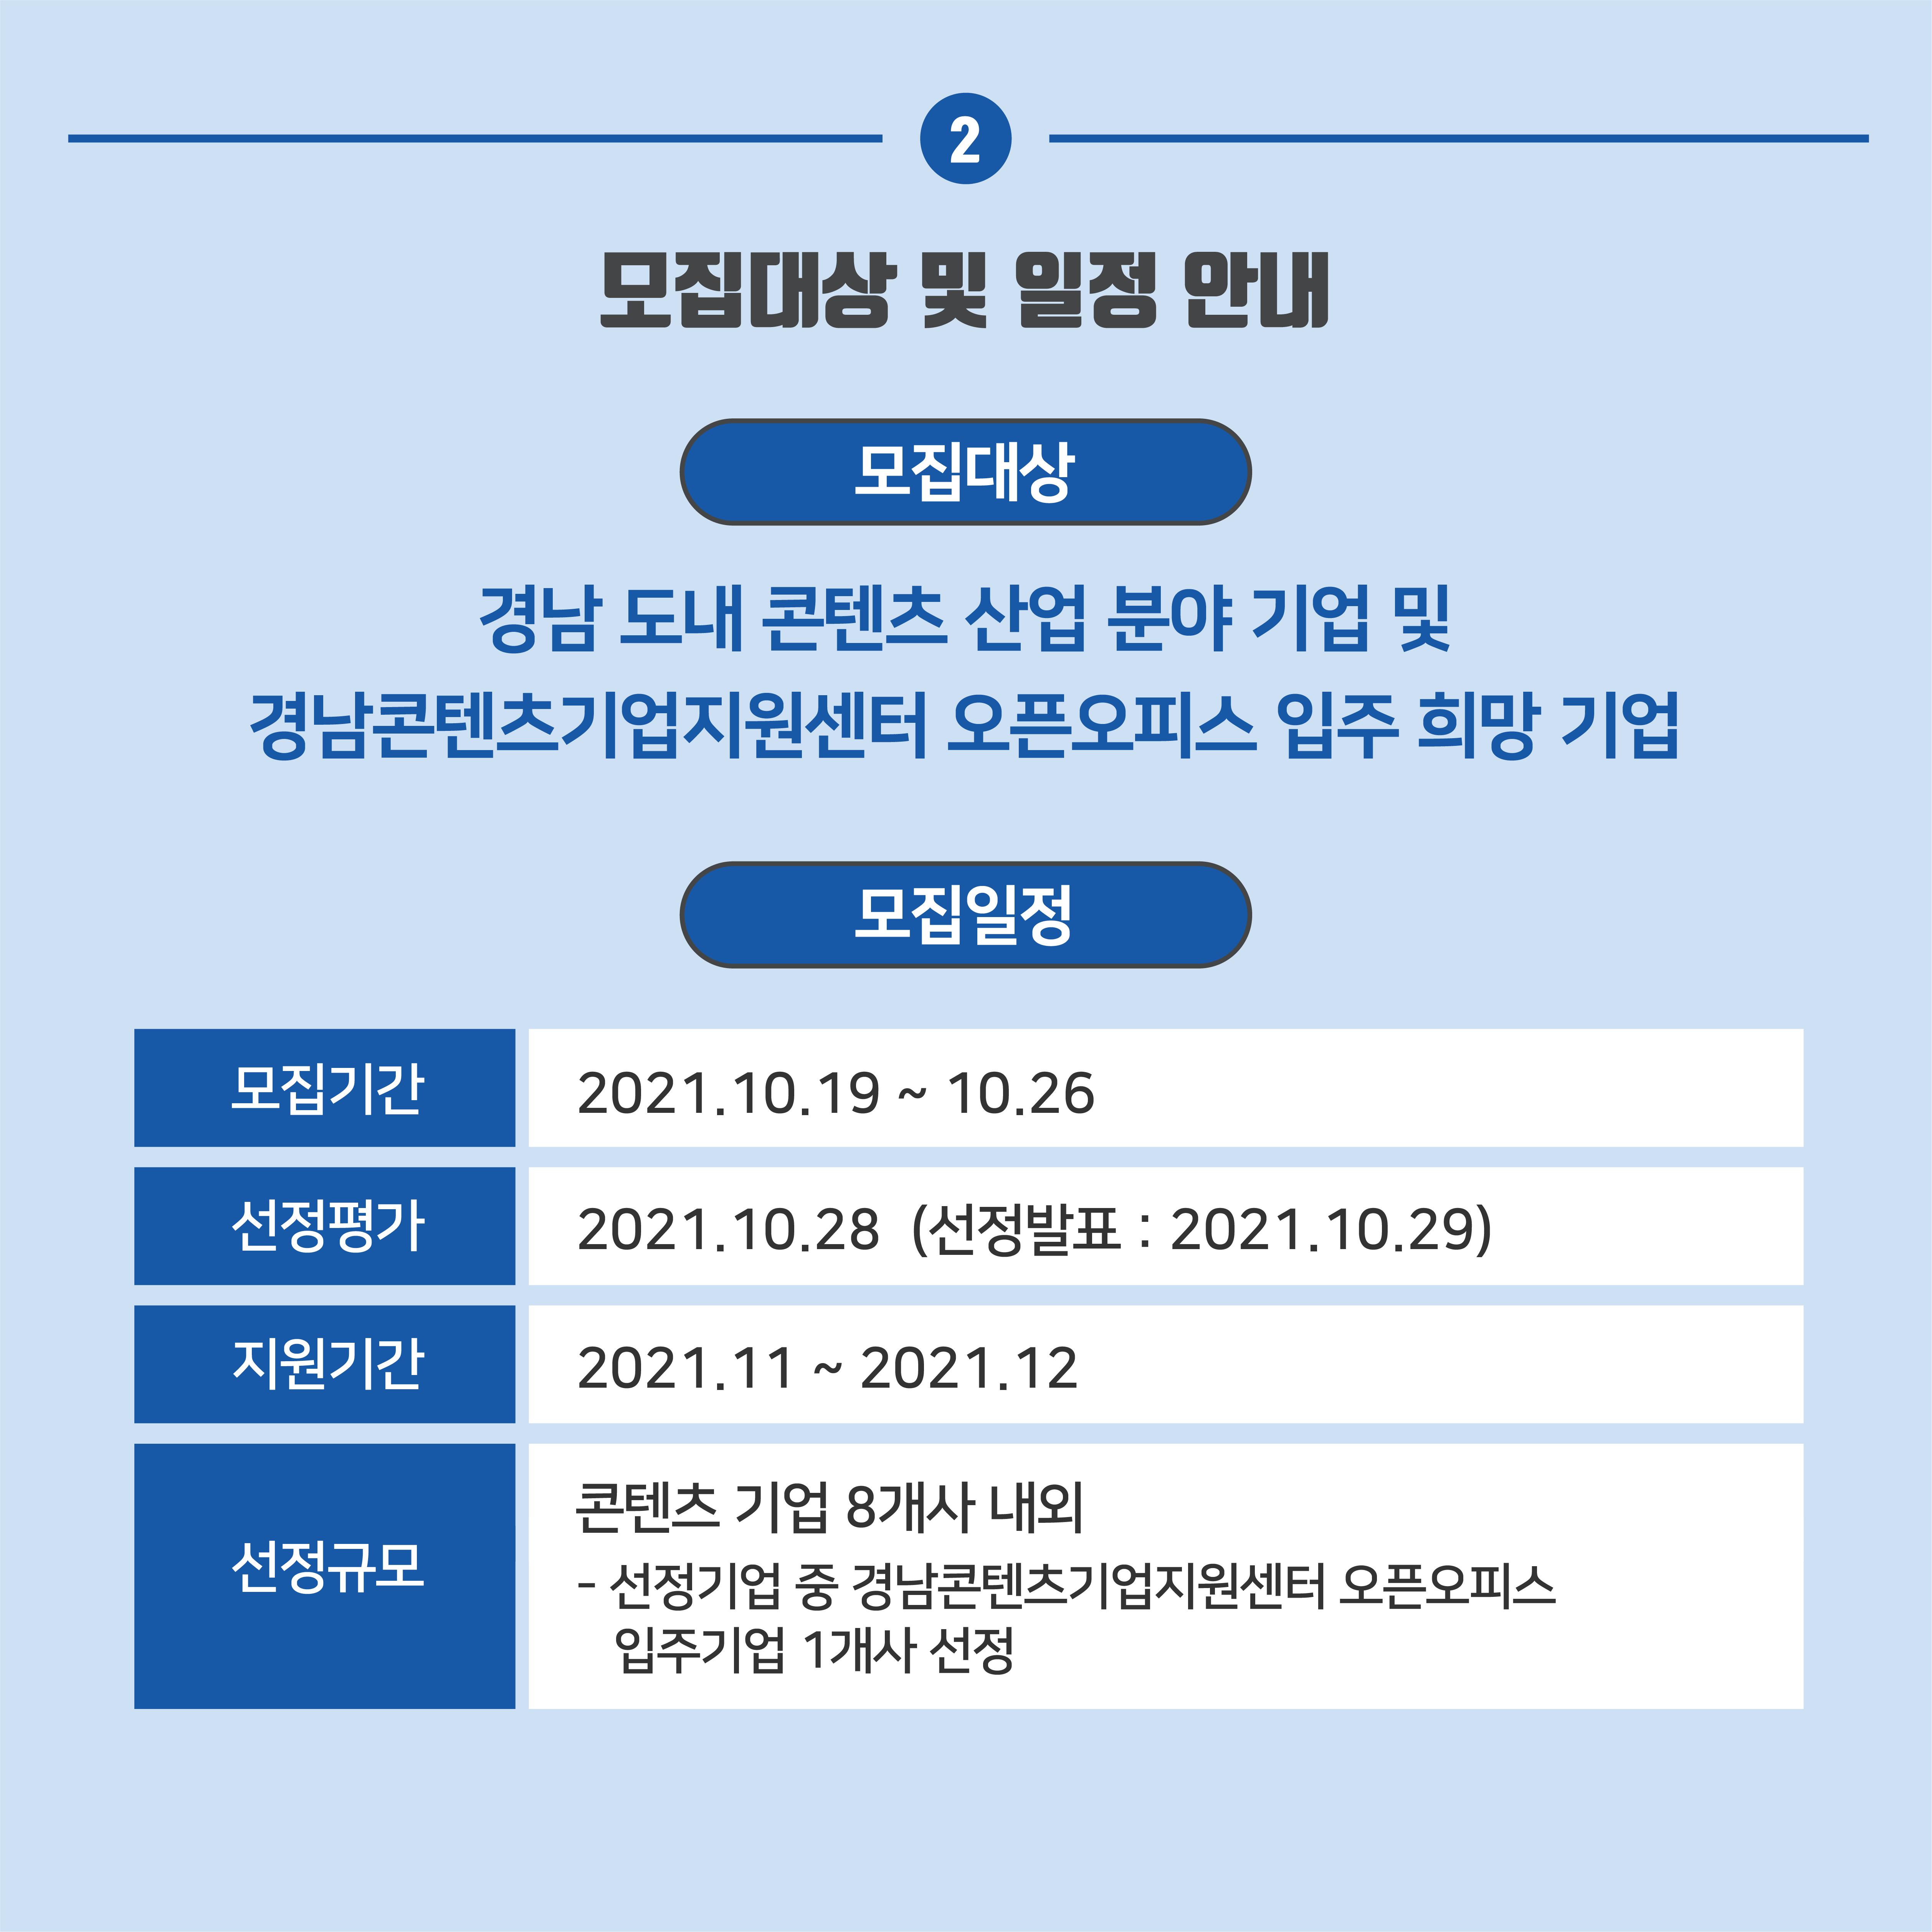 2
모집대상 및 일정 안내
모집대상
경남 도내 콘텐츠 산업 분야 기업 및
경남콘텐츠기업지원센터 오픈오피스 입주 희망 기업
모집일정
모집기간 2021.10.19 ~ 10.26
선정평가 2021.10.28 (선정발표 : 2021.10.29)
지원기간 2021.11 ~ 2021.12
선정규모
콘텐츠 기업 8개사 내외
- 선정기업 중 경남콘텐츠기업지원센터 오픈오피스
입주기업 1개사 선정